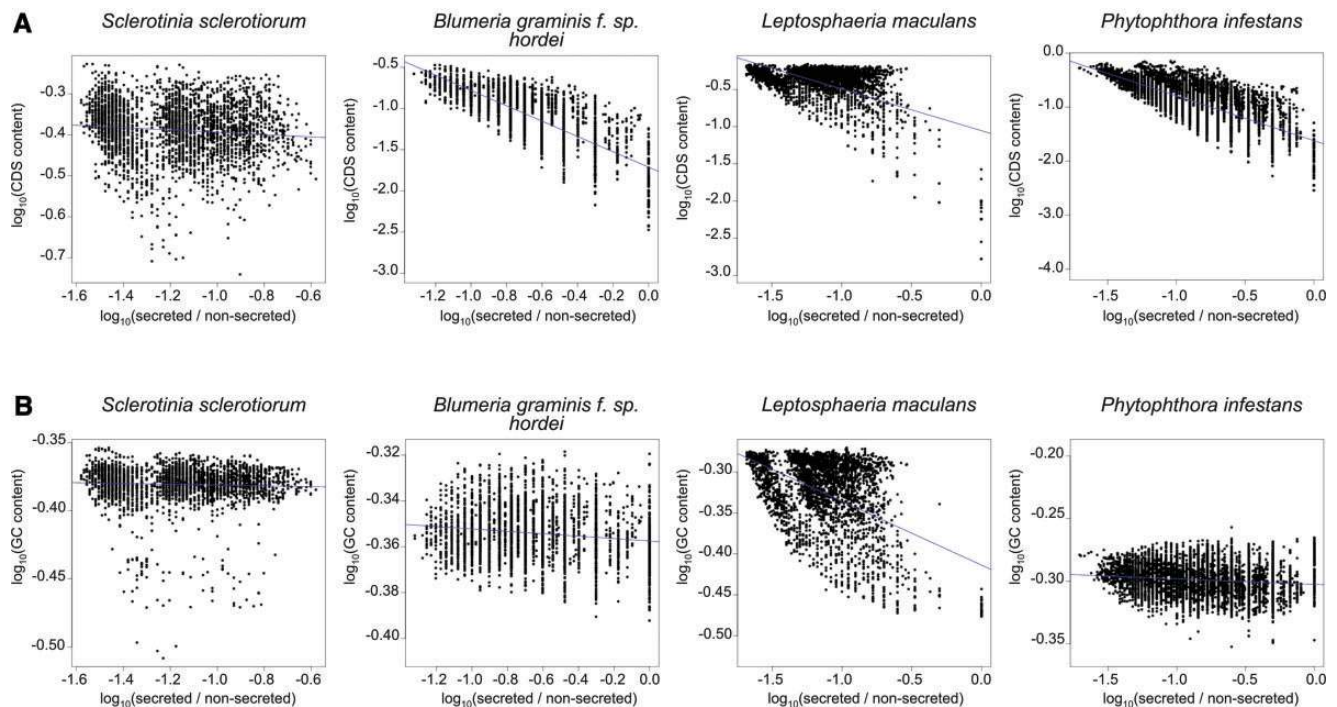 A
Sclerotinia sclerotiorum
Blumeria graminis f. sp.
hordei
Leptosphaeria maculans
Phytophthora infestans
log10(CDS content)
-0.3
-0.4
-0.5
-0.6
-0.7
-1.6 -1.4 -1.2 -1.0 -0.8 -0.6
log10(secreted / non-secreted)
log10(CDS content)
-0.5
-1.0
-1.5
-2.0
-2.5
-3.0
-1.2 -1.0 -0.8 -0.6 -0.4 -0.2 0.0
log10(secreted / non-secreted)
log10(CDS content)
-0.5
-1.0
-1.5
-2.0
-2.5
-3.0
-1.5 -1.0 -0.5 0.0
log10(secreted / non-secreted)
log10(CDS content)
0.0
-1.0
-2.0
-3.0
-4.0
-1.5 -1.0 -0.5 0.0
log10(secreted / non-secreted)
B
Sclerotinia sclerotiorum
Blumeria graminis f. sp.
hordei
Leptosphaeria maculans
Phytophthora infestans
log10(GC content)
-0.35
-0.40
-0.45
-0.50
-1.6 -1.4 -1.2 -1.0 -0.8 -0.6
log10(secreted / non-secreted)
log10(GC content)
-0.32
-0.34
-0.36
-0.38
-0.40
-1.2 -1.0 -0.8 -0.6 -0.4 -0.2 0.0
log10(secreted / non-secreted)
log10(GC content)
-0.30
-0.35
-0.40
-0.50
-1.5 -1.0 -0.5 0.0
log10(secreted / non-secreted)
log10(GC content)
-0.20
-0.25
-0.30
-0.35
-1.5 -1.0 -0.5 0.0
log10(secreted / non-secreted)